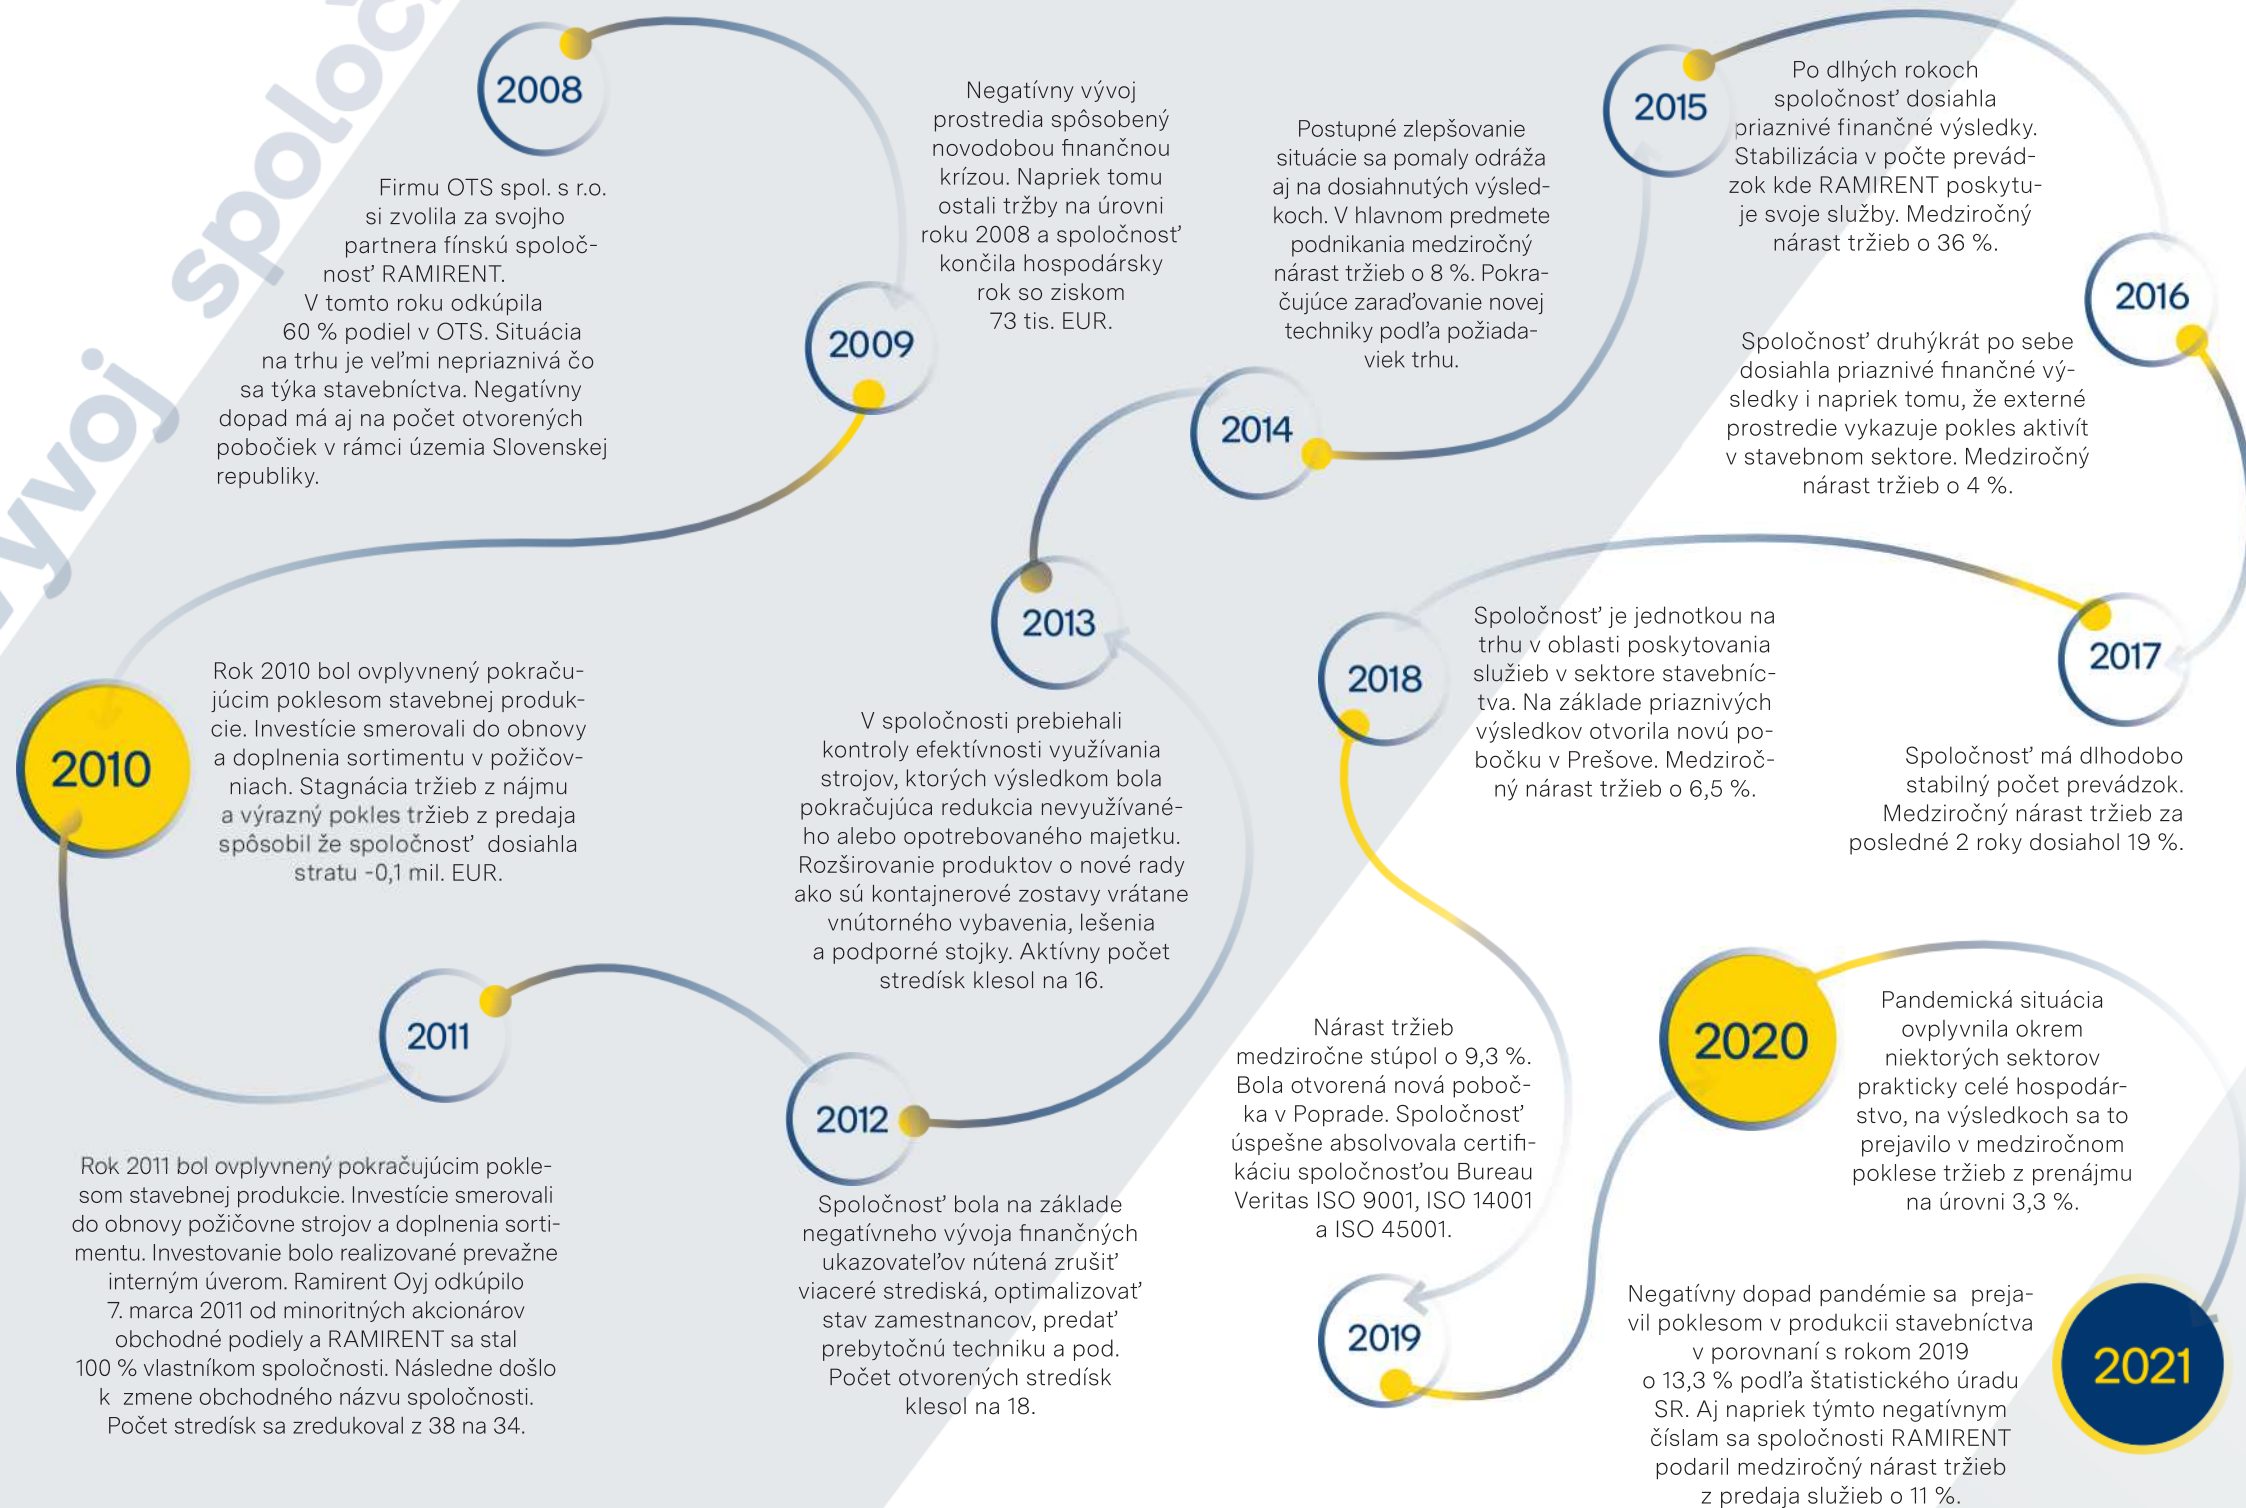 vývoj spoloč
2008
Firmu OTS spol. s r.o.
si zvolila za svojho
partnera fínskú spoloč-
nosť RAMIRENT.
V tomto roku odkúpila
60 % podiel v OTS. Situácia
na trhu je veľmi nepriaznivá čo
sa týka stavebníctva. Negatívny
dopad má aj na počet otvorených
pobočiek v rámci územia Slovenskej
republiky.
2009
Negatívny vývoj
prostredia spôsobený
novodobou finančnou
krízou. Napriek tomu
ostali tržby na úrovni
roku 2008 a spoločnosť
končila hospodársky
rok so ziskom
73 tis. EUR.
2010
Rok 2010 bol ovplyvnený pokraču-
júcim poklesom stavebnej produk-
cie. Investície smerovali do obnovy
a doplnenia sortimentu v požičov-
niach. Stagnácia tržieb z nájmu
a výrazný pokles tržieb z predaja
spôsobil že spoločnosť dosiahla
stratu -0,1 mil. EUR.
2011
Rok 2011 bol ovplyvnený pokračujúcim pokle-
som stavebnej produkcie. Investície smerovali
do obnovy požičovne strojov a doplnenia sorti-
mentu. Investovanie bolo realizované prevažne
interným úverom. Ramirent Oyj odkúpilo
7. marca 2011 od minoritných akcionárov
obchodné podiely a RAMIRENT sa stal
100 % vlastníkom spoločnosti. Následne došlo
k zmene obchodného názvu spoločnosti.
Počet stredísk sa zredukoval z 38 na 34.
2012
Spoločnosť bola na základe
negatívneho vývoja finančných
ukazovateľov nútená zrušiť
viaceré strediská, optimalizovať
stav zamestnancov, predať
prebytočnú techniku a pod.
Počet otvorených stredísk
klesol na 18.
2013
V spoločnosti prebiehali
kontroly efektívnosti využívania
strojov, ktorých výsledkom bola
pokračujúca redukcia nevyužívané-
ho alebo opotrebovaného majetku.
Rozširovanie produktov o nové rady
ako sú kontajnerové zostavy vrátane
vnútorného vybavenia, lešenia
a podporné stojky. Aktívny počet
stredísk klesol na 16.
2014
Postupné zlepšovanie
situácie sa pomaly odráža
aj na dosiahnutých výsled-
koch. V hlavnom predmete
podnikania medziročný
nárast tržieb o 8 %. Pokra-
čujúce zaraďovanie novej
techniky podľa požiada-
viek trhu.
2015
Po dlhých rokoch
spoločnosť dosiahla
priaznivé finančné výsledky.
Stabilizácia v počte prevád-
zok kde RAMIRENT poskytu-
je svoje služby. Medziročný
nárast tržieb o 36 %.
2016
Spoločnosť druhýkrát po sebe
dosiahla priaznivé finančné vý-
sledky i napriek tomu, že externé
prostredie vykazuje pokles aktivít
v stavebnom sektore. Medziročný
nárast tržieb o 4 %.
2017
Spoločnosť má dlhodobo
stabilný počet prevádzok.
Medziročný nárast tržieb za
posledné 2 roky dosiahol 19 %.
2018
Spoločnosť je jednotkou na
trhu v oblasti poskytovania
služieb v sektore stavebníc-
tva. Na základe priaznivých
výsledkov otvorila novú po-
bočku v Prešove. Medziroč-
ný nárast tržieb o 6,5 %.
Nárast tržieb
medziročne stúpol o 9,3 %.
Bola otvorená nová poboč-
ka v Poprade. Spoločnosť
úspešne absolvovala certifi-
káciu spoločnosťou Bureau
Veritas ISO 9001, ISO 14001
a ISO 45001.
2019
2020
Pandemická situácia
ovplyvnila okrem
niektorých sektorov
prakticky celé hospodár-
stvo, na výsledkoch sa to
prejavilo v medziročnom
poklese tržieb z prenájmu
na úrovni 3,3 %.
Negatívny dopad pandémie sa preja-
vil poklesom v produkcii stavebníctva
v porovnaní s rokom 2019
o 13,3 % podľa štatistického úradu
SR. Aj napriek týmto negatívnym
číslam sa spoločnosti RAMIRENT
podaril medziročný nárast tržieb
z predaja služieb o 11 %.
2021